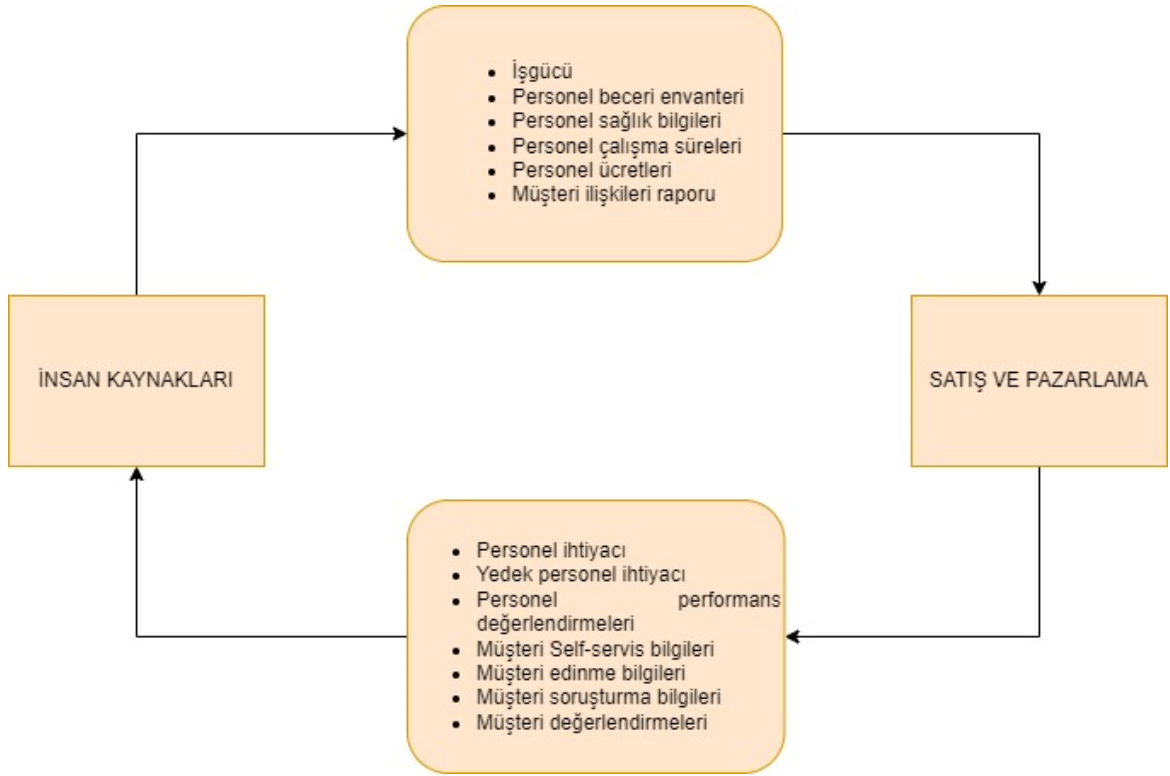 İşgücü
Personel beceri envanteri
Personel sağlık bilgileri
Personel çalışma süreleri
Personel ücretleri
Müşteri ilişkileri raporu
İNSAN KAYNAKLARI
SATIŞ VE PAZARLAMA
Personel ihtiyacı
Yedek personel ihtiyacı
Personel performans
değerlendirmeleri
Müşteri Self-servis bilgileri
Müşteri edinme bilgileri
Müşteri soruşturma bilgileri
Müşteri değerlendirmeleri